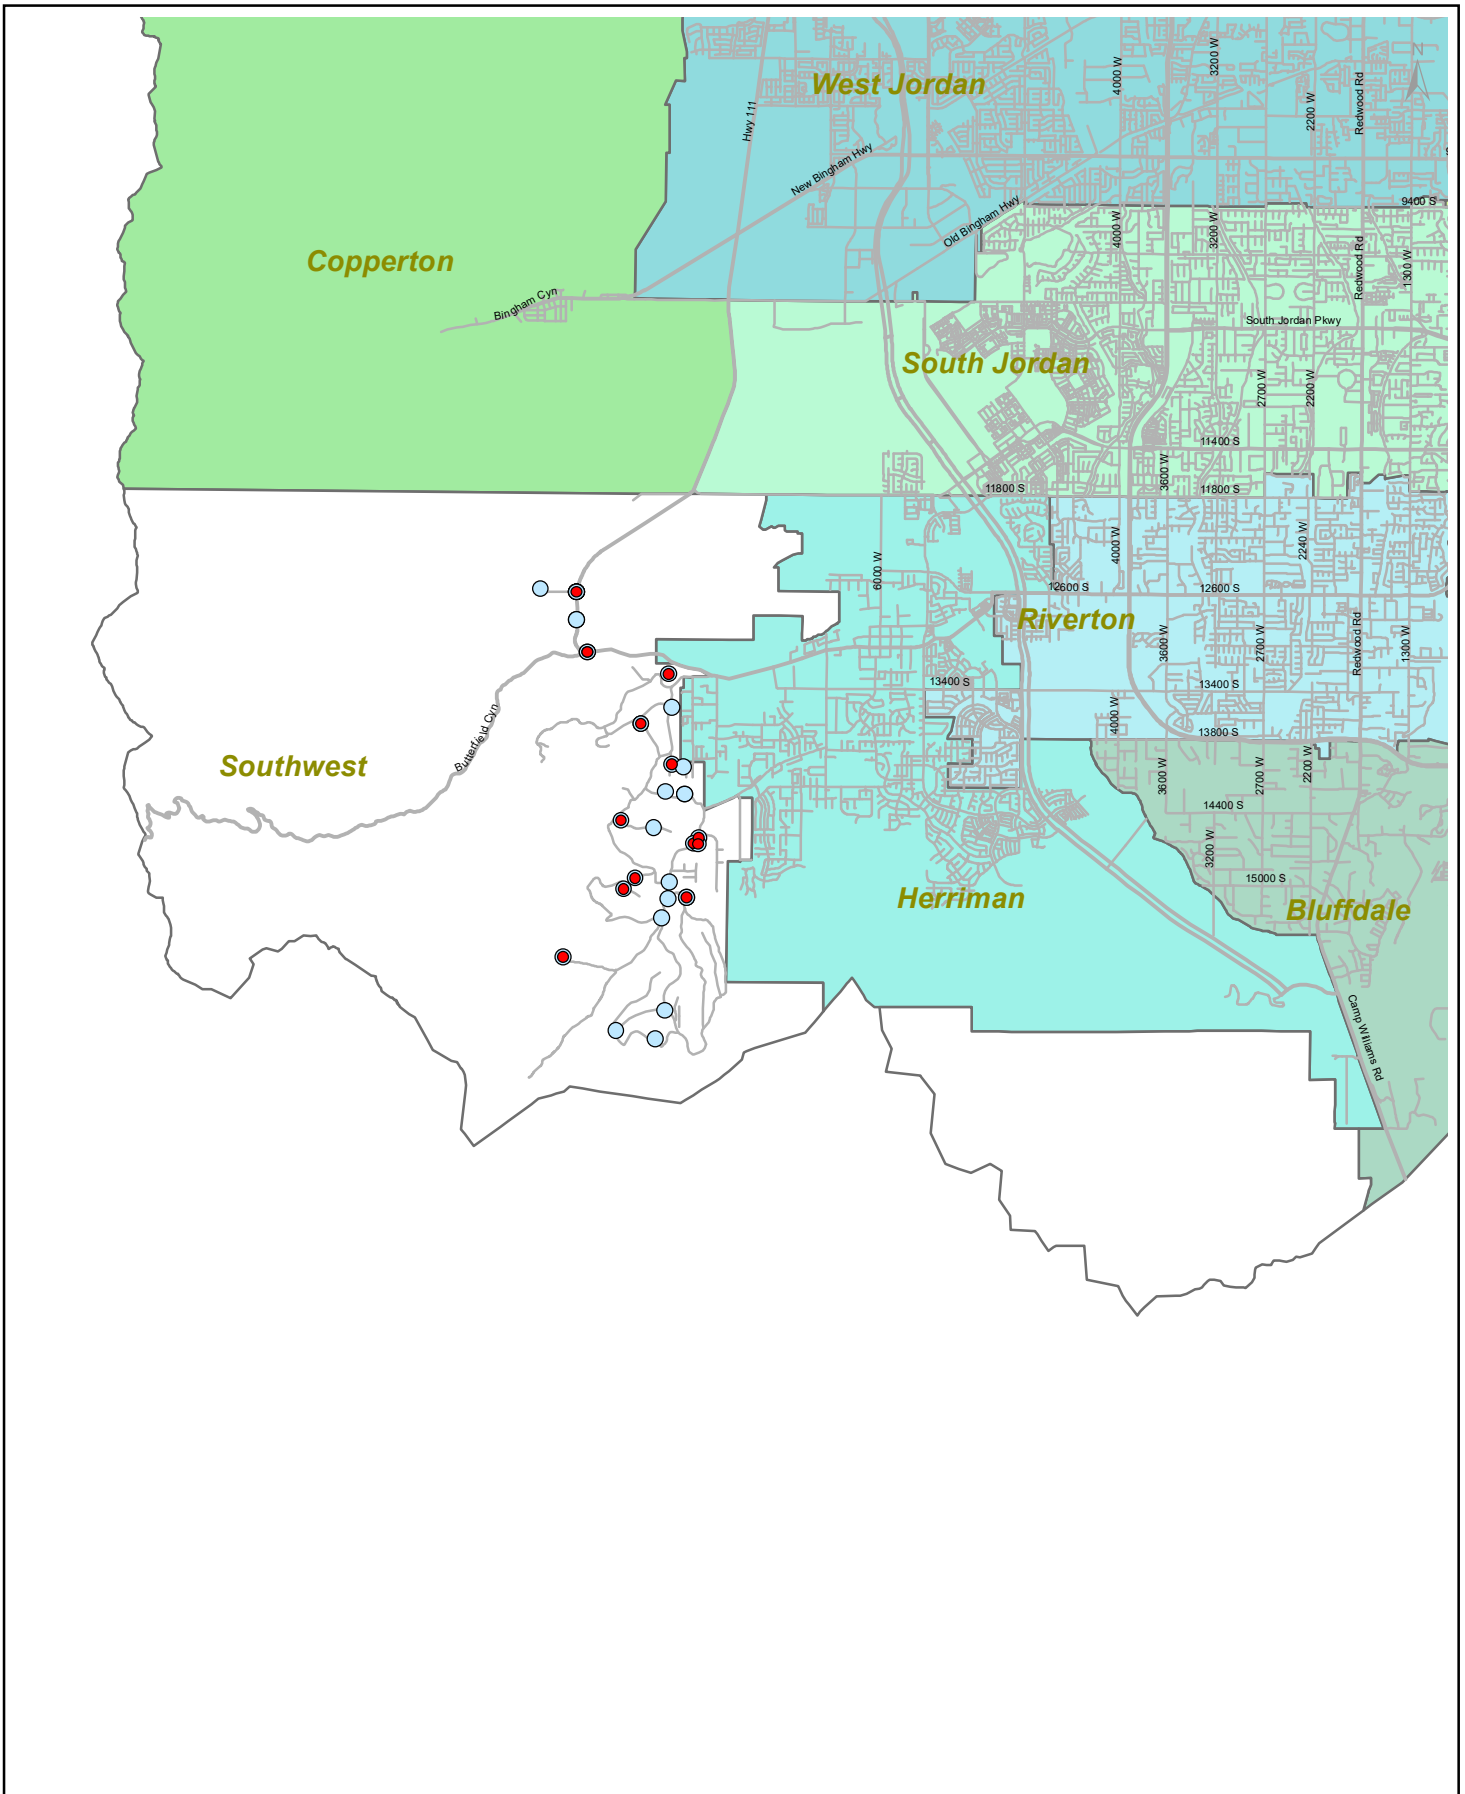 N
3200 W
4000 W
West Jordan
2200 W
Redwood Rd
Hwy 111
New Bingham Hwy
9400 S
Old Bingham Hwy
4000 W
3200 W
Redwood Rd
1300 W
Copperton
Bingham Cyn
South Jordan Pkwy
South Jordan
2700 W
2200 W
11400 S
3600 W
11800 S
11800 S
4000 W
2240 W
6000 W
12600 S
12600 S
Riverton
3600 W
2700 W
Redwood Rd
1300 W
13400 S
13400 S
4000 W
13800 S
Butterfield Cyn
Southwest
3600 W
2700 W
2200 W
14400 S
3200 W
15000 S
Herriman
Bluffdale
Camp Williams Rd